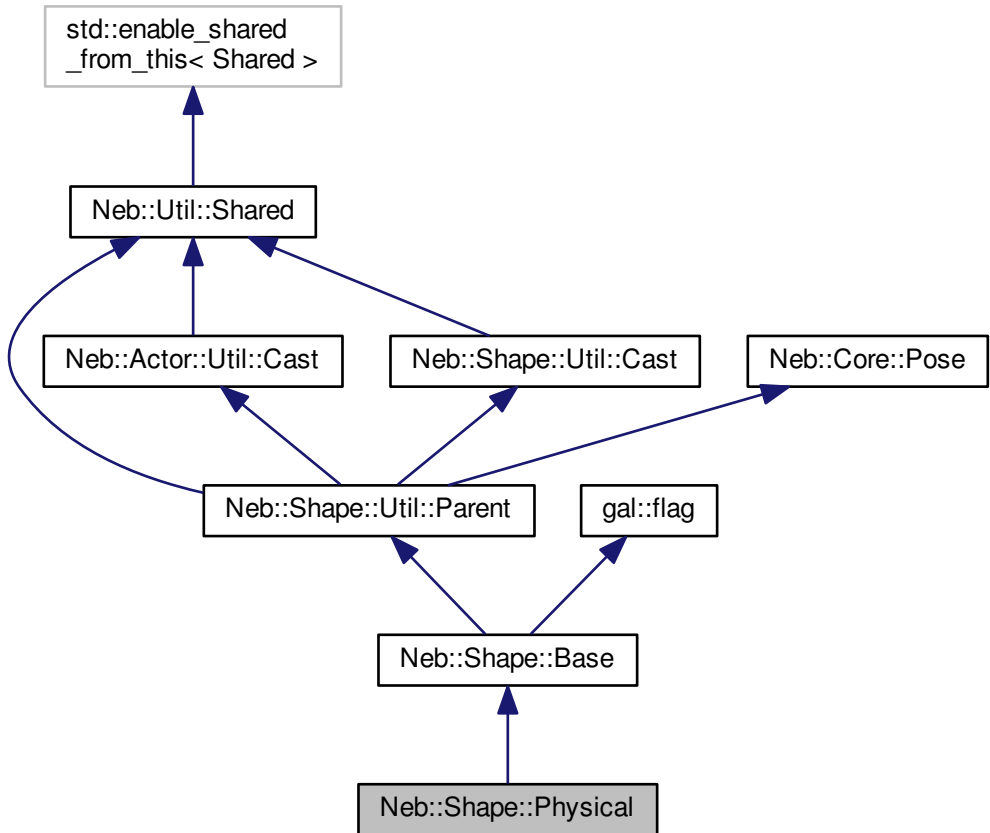 std::enable_shared
_from_this< Shared >
Neb::Util::Shared
Neb::Actor::Util::Cast
Neb::Shape::Util::Cast
Neb::Core::Pose
Neb::Shape::Util::Parent
gal::flag
Neb::Shape::Base
Neb::Shape::Physical